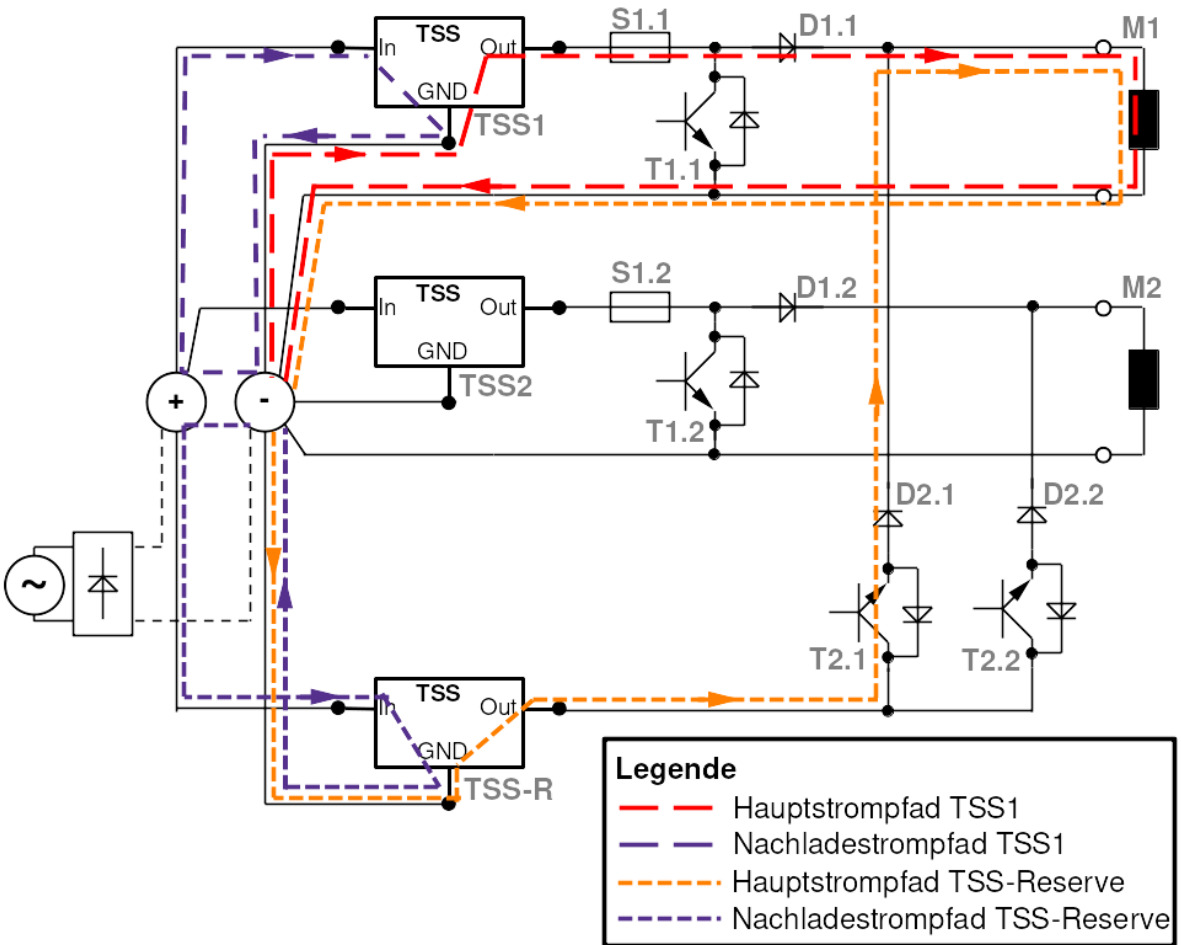 S1.1
D1.1
M1
TSS
In
Out
GND
TSS1
T1.1
S1.2
D1.2
M2
TSS
In
Out
GND
TSS2
T1.2
+
-
D2.1
D2.2
~
T2.1
T2.2
TSS
In
Out
GND
TSS-R
Legende
Hauptstrompfad TSS1
Nachladestrompfad TSS1
Hauptstrompfad TSS-Reserve
Nachladestrompfad TSS-Reserve